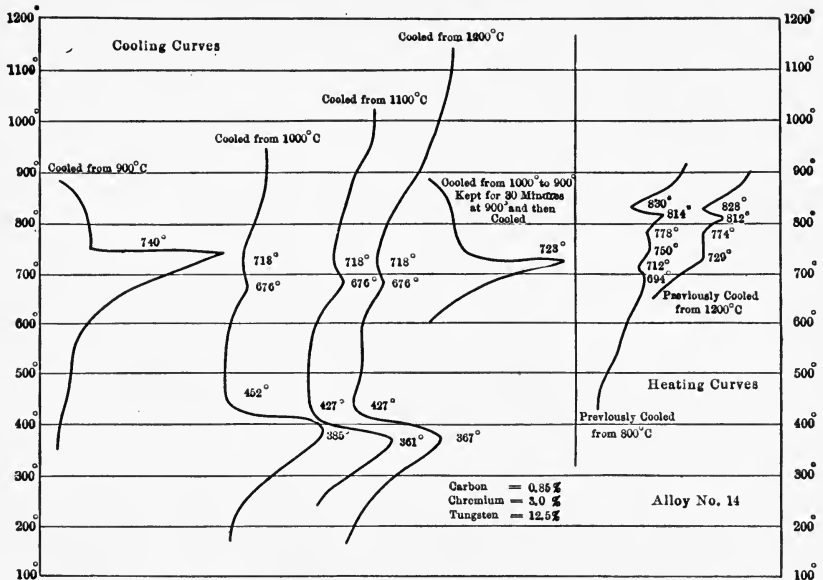 1200°
1100°
1000°
900°
800°
700°
600°
500°
400°
300°
200°
100°
Cooling Curves
Cooled from 900°C
740°
Cooled from 1000°C
718°
676°
452°
385°
Cooled from 1100°C
718°
676°
427°
361°
Cooled from 1200°C
718°
676°
427°
367°
Cooled from 1000° to 900°
Kept for 30 Minutes
at 900° and then
Cooled
723°
Carbon = 0.85%
Chromium = 3.0 %
Tungsten = 12.5%
830°
814°
778°
750°
712°
694°
Previously Cooled
from 800°C
828°
812°
774°
729°
Previously Cooled
from 1200°C
Heating Curves
Alloy No. 14
1200°
1100°
1000°
900°
800°
700°
600°
500°
400°
300°
200°
100°